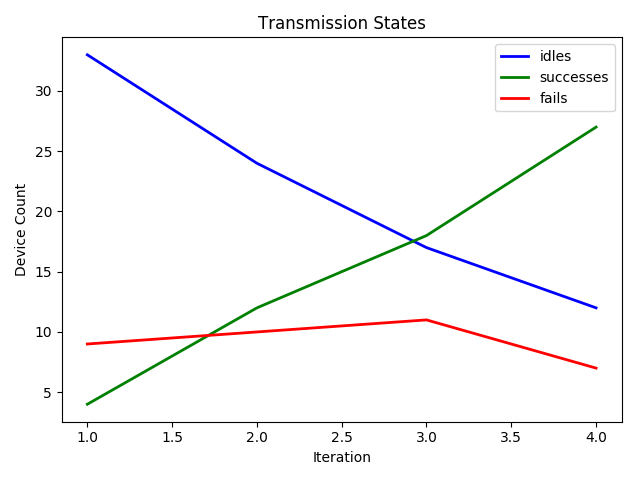 Transmission States
idles
successes
fails
Device Count
30
25
20
15
10
5
1.0 1.5 2.0 2.5 3.0 3.5 4.0
Iteration